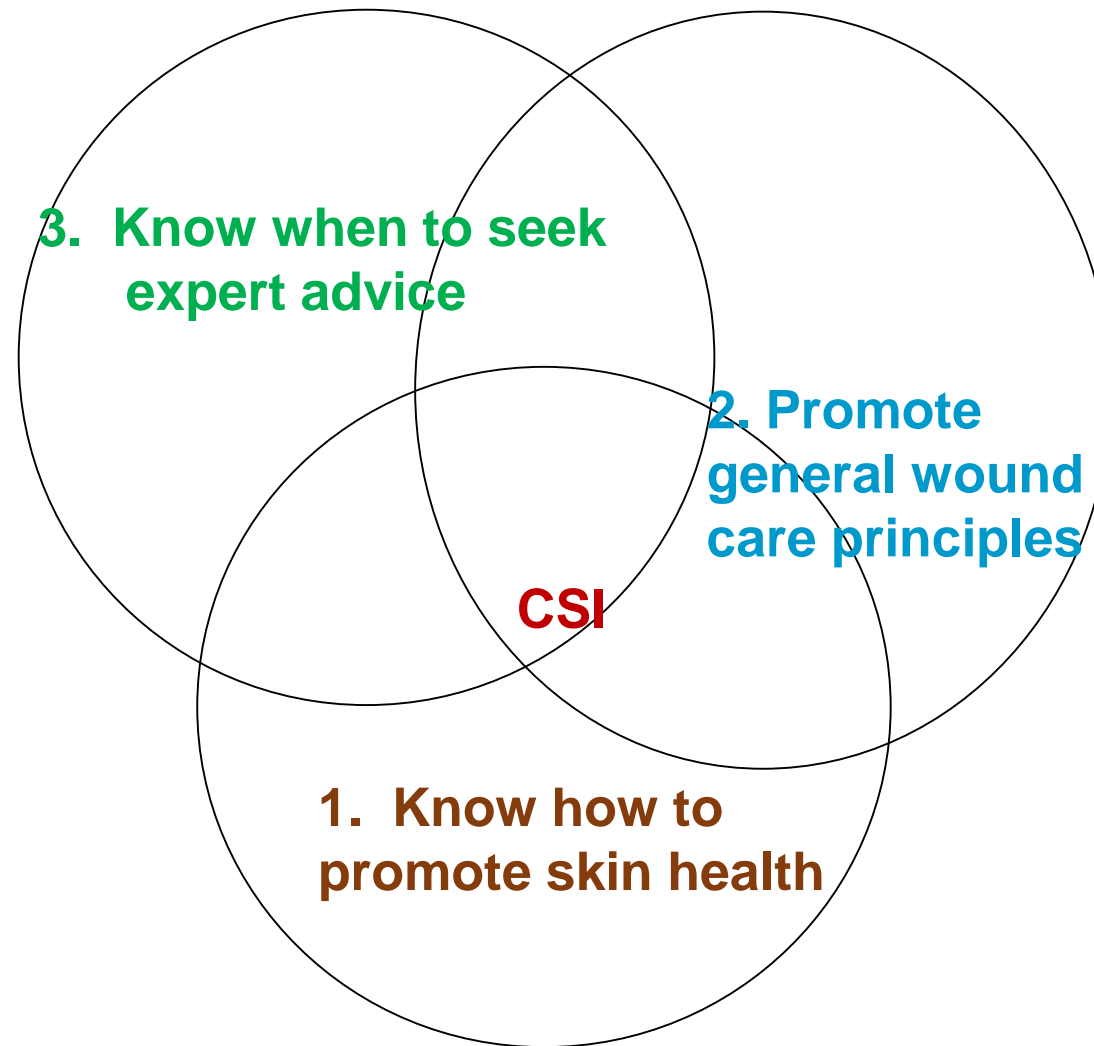 3. Know when to seek
expert advice
2. Promote
general wound
care principles
CSI
1. Know how to
promote skin health